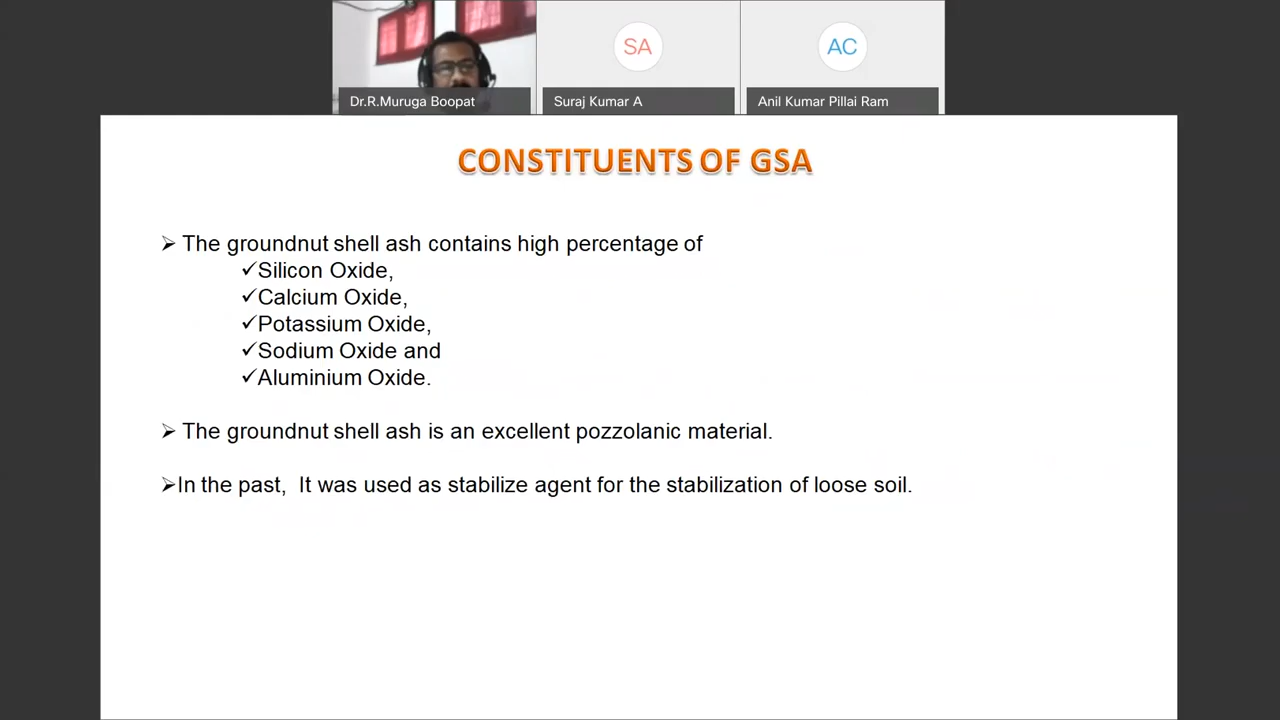 Dr.R.Muruga Boopat
SA
Suraj Kumar A
AC
Anil Kumar Pillai Ram
CONSTITUENTS OF GSA
➢ The groundnut shell ash contains high percentage of
✓Silicon Oxide,
✓Calcium Oxide,
✓Potassium Oxide,
✓Sodium Oxide and
✓Aluminium Oxide.
➢ The groundnut shell ash is an excellent pozzolanic material.
➢In the past, It was used as stabilize agent for the stabilization of loose soil.